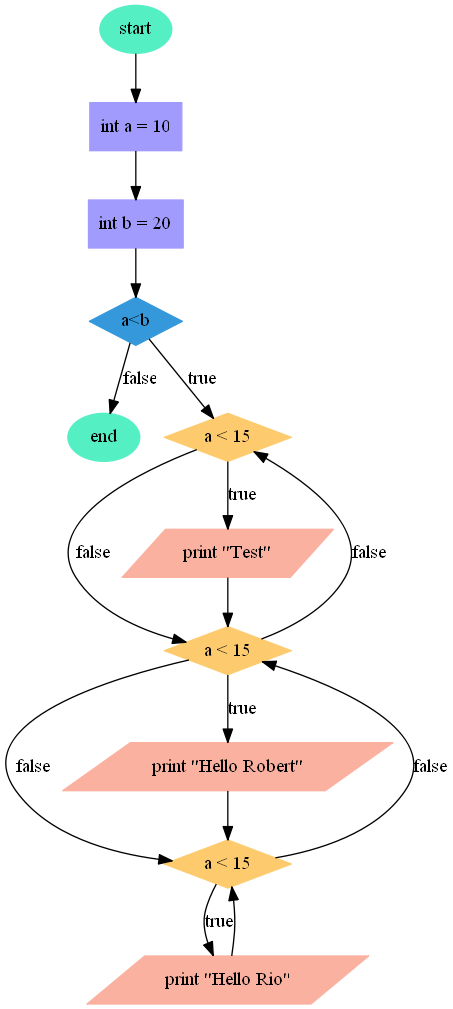 start
int a = 10
int b = 20
a<b
false
true
end
a < 15
true
false
print "Test"
false
a < 15
true
false
print "Hello Robert"
false
a < 15
true
print "Hello Rio"